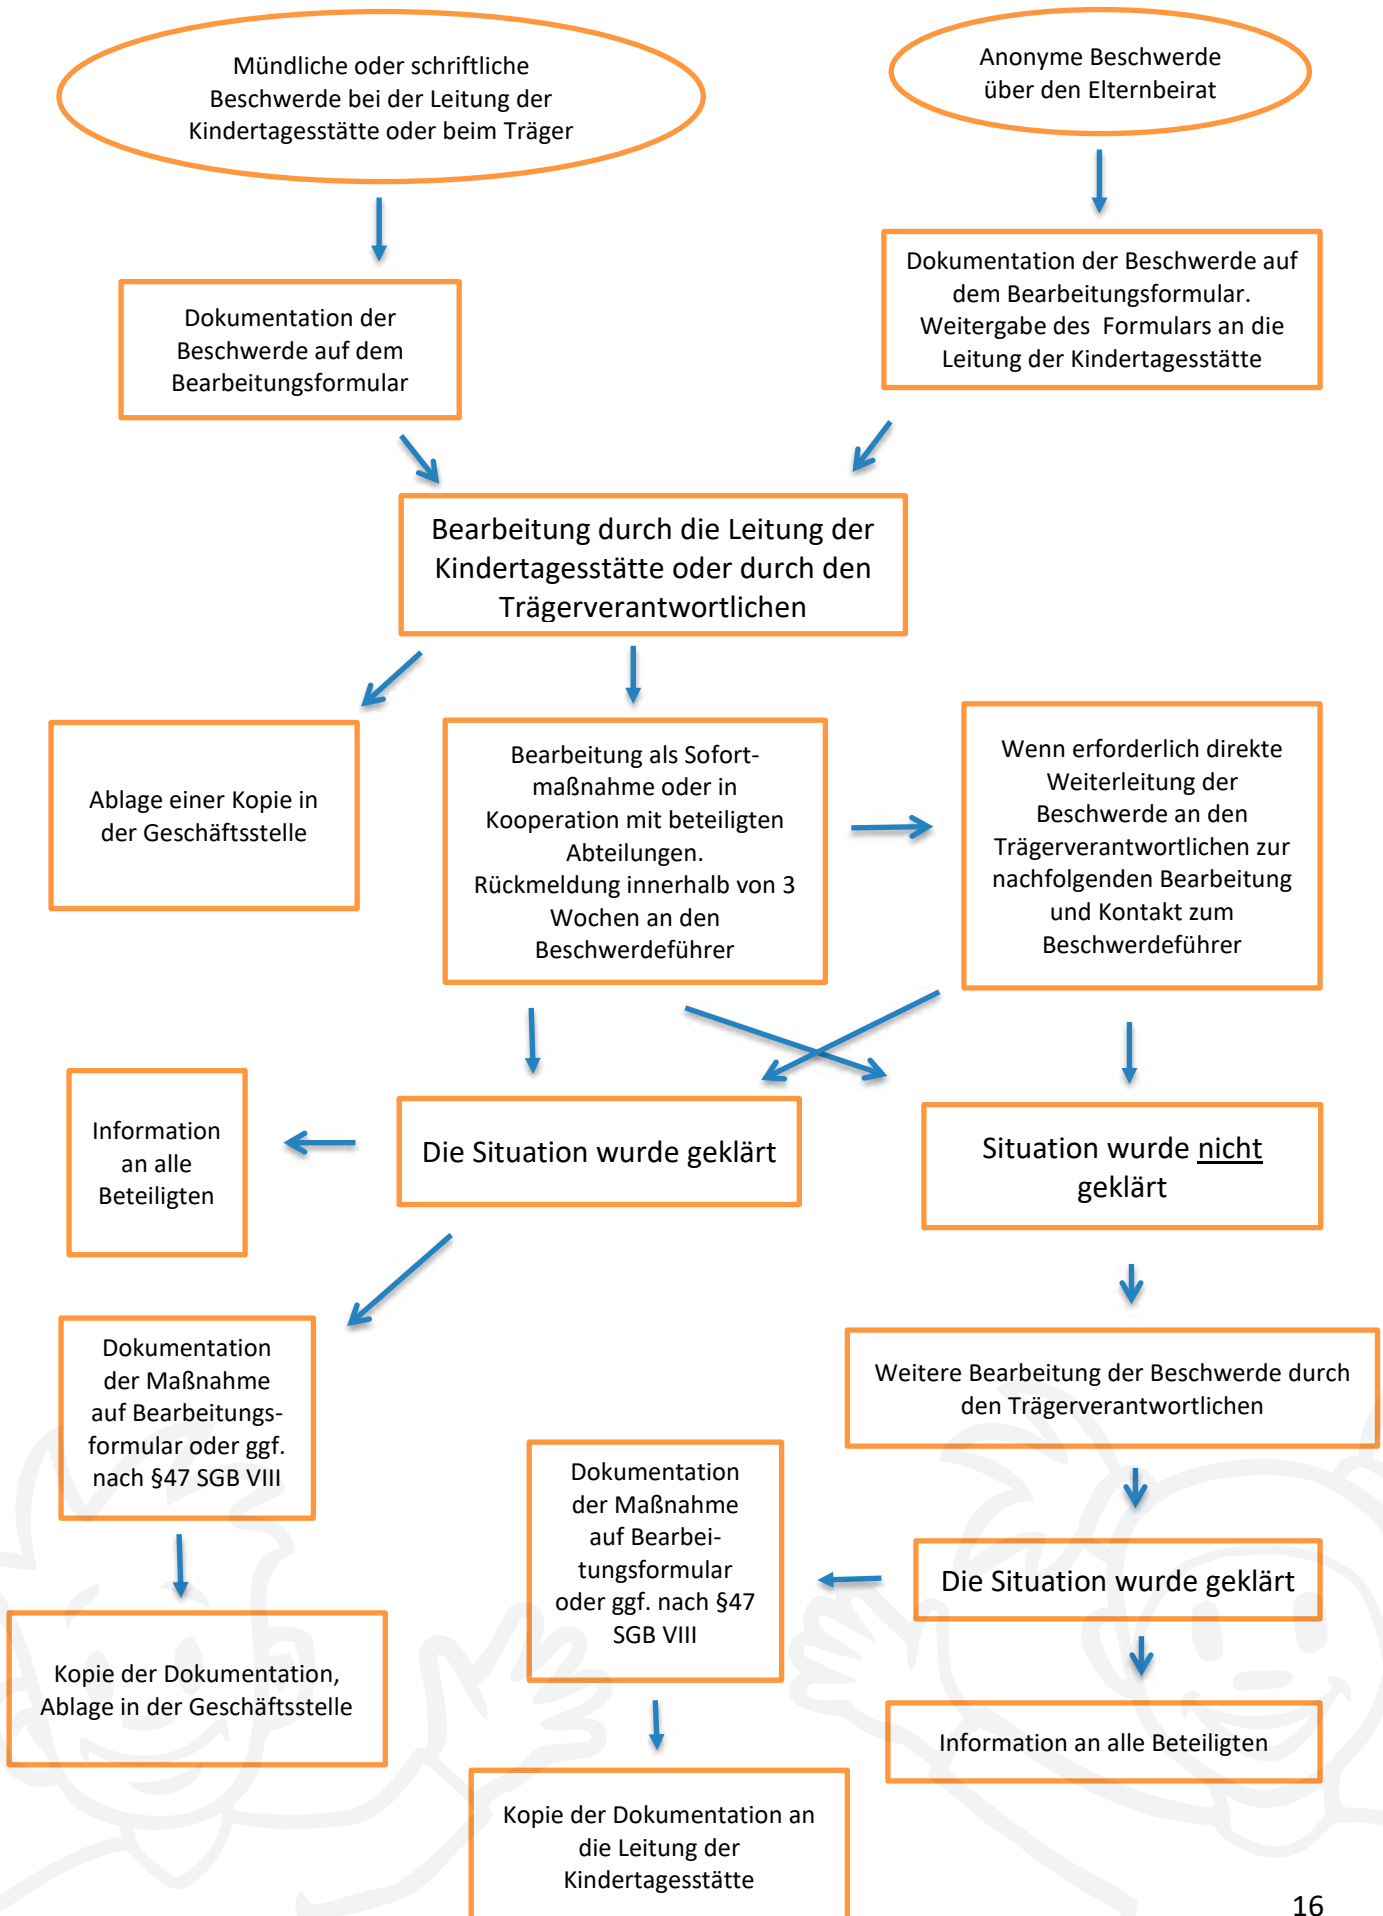 Mündliche oder schriftliche
Beschwerde bei der Leitung der
Kindertagesstätte oder beim Träger
Anonyme Beschwerde
über den Elternbeirat
Dokumentation der
Beschwerde auf dem
Bearbeitungsformular
Dokumentation der Beschwerde auf
dem Bearbeitungsformular.
Weitergabe des Formulars an die
Leitung der Kindertagesstätte
Bearbeitung durch die Leitung der
Kindertagesstätte oder durch den
Trägerverantwortlichen
Ablage einer Kopie in
der Geschäftsstelle
Bearbeitung als Sofort-
maßnahme oder in
Kooperation mit beteiligten
Abteilungen.
Rückmeldung innerhalb von 3
Wochen an den
Beschwerdeführer
Wenn erforderlich direkte
Weiterleitung der
Beschwerde an den
Trägerverantwortlichen zur
nachfolgenden Bearbeitung
und Kontakt zum
Beschwerdeführer
Information
an alle
Beteiligten
Die Situation wurde geklärt
Situation wurde nicht
geklärt
Dokumentation
der Maßnahme
auf Bearbeitungs-
formular oder ggf.
nach §47 SGB VIII
Weitere Bearbeitung der Beschwerde durch
den Trägerverantwortlichen
Dokumentation
der Maßnahme
auf Bearbei-
tungsformular
oder ggf. nach §47
SGB VIII
Die Situation wurde geklärt
Kopie der Dokumentation,
Ablage in der Geschäftsstelle
Information an alle Beteiligten
Kopie der Dokumentation an
die Leitung der
Kindertagesstätte
16